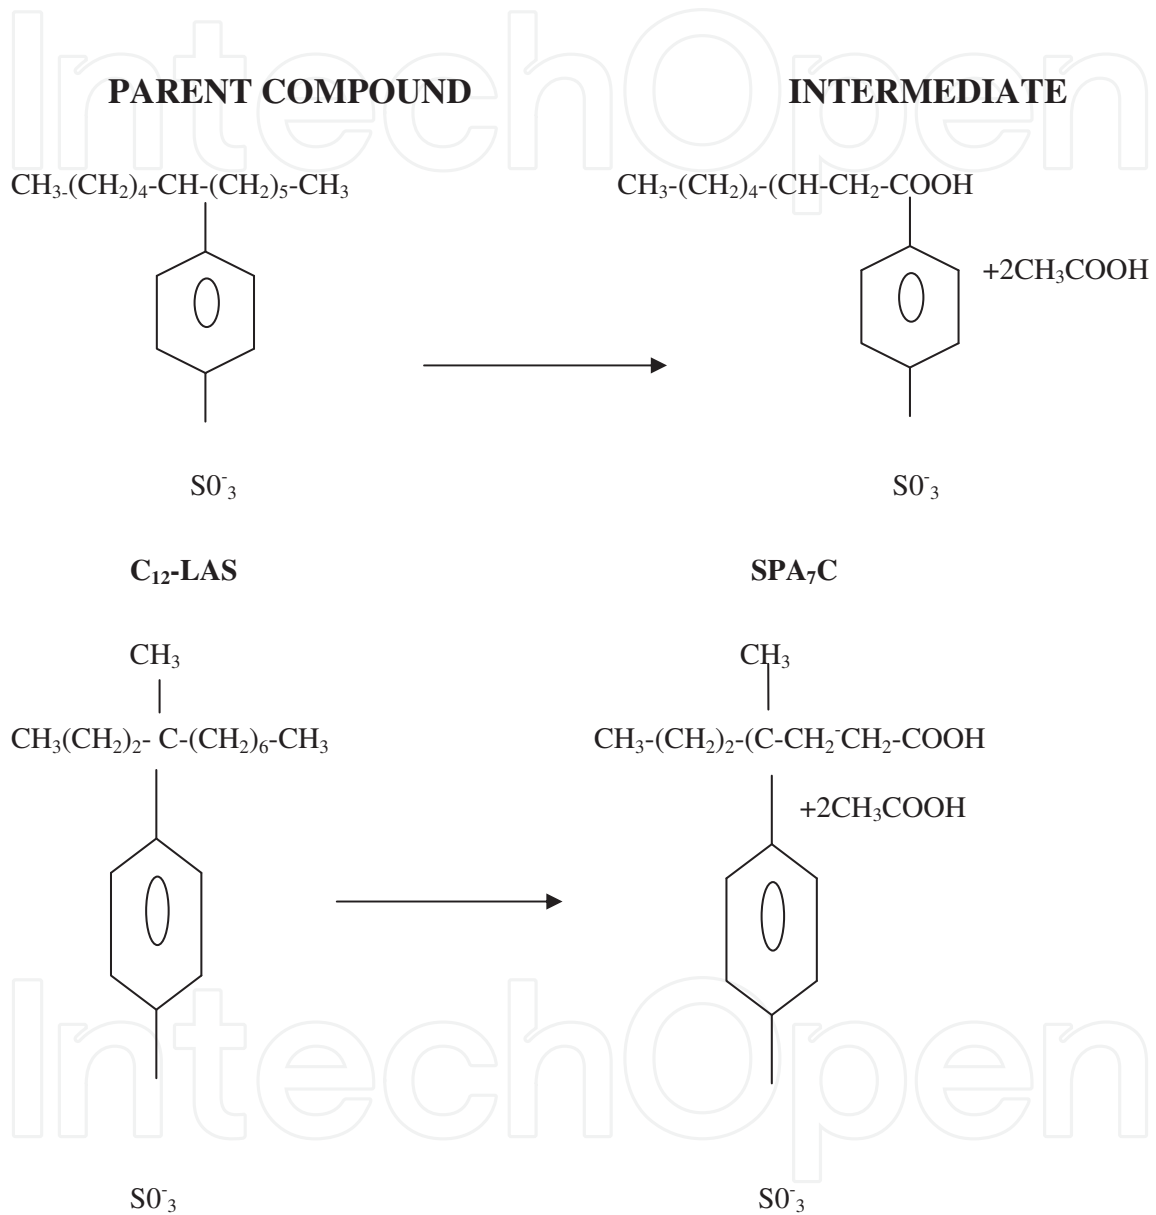 IntechOpen
PARENT COMPOUND
INTERMEDIATE
CH₃-(CH₂)₄-CH-(CH₂)₅-CH₃
CH₃-(CH₂)₄-(CH-CH₂-COOH
+2CH₃COOH
S0⁻₃
S0⁻₃
C₁₂-LAS
SPA₇C
CH₃
CH₃
CH₃(CH₂)₂- C-(CH₂)₆-CH₃
CH₃-(CH₂)₂-(C-CH₂⁻CH₂-COOH
+2CH₃COOH
IntechOpen
S0⁻₃
S0⁻₃